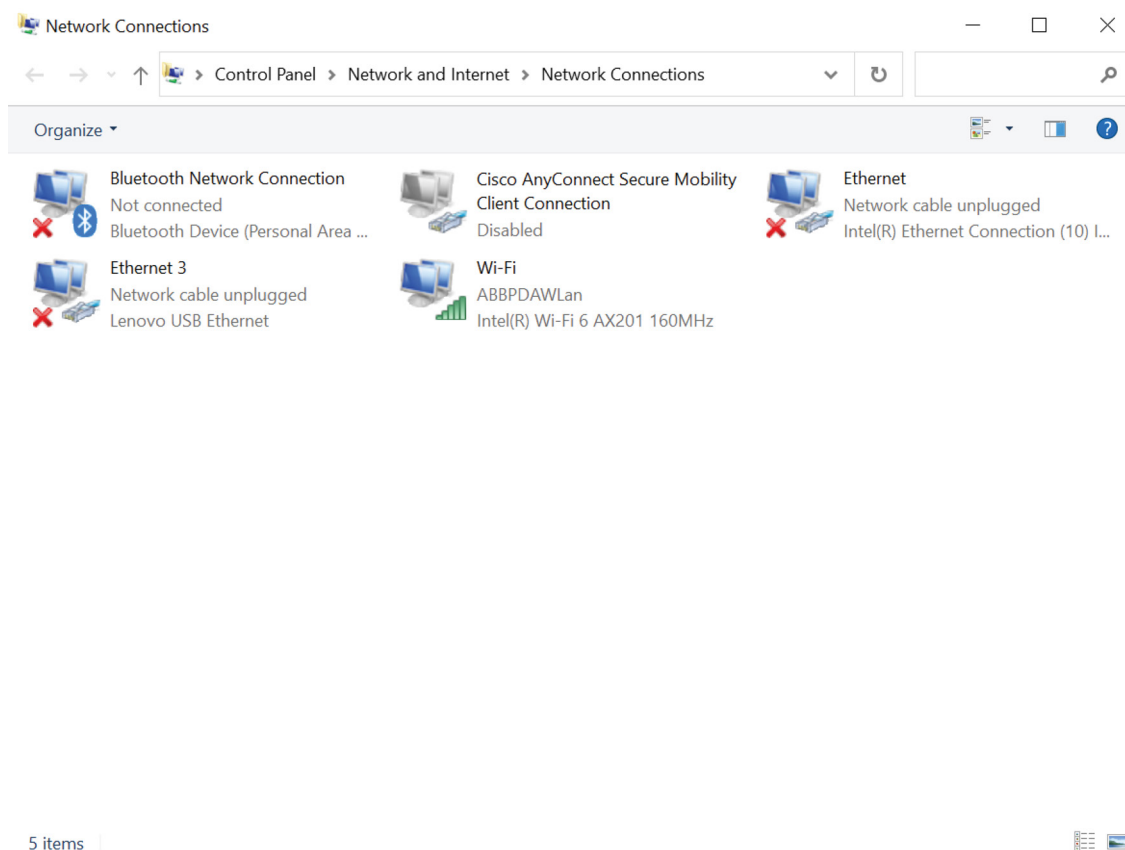 Network Connections
Control Panel > Network and Internet > Network Connections
Organize
Bluetooth Network Connection
Not connected
Bluetooth Device (Personal Area ...
Cisco AnyConnect Secure Mobility
Client Connection
Disabled
Ethernet
Network cable unplugged
Intel(R) Ethernet Connection (10) I...
Ethernet 3
Network cable unplugged
Lenovo USB Ethernet
Wi-Fi
ABBPDAWLan
Intel(R) Wi-Fi 6 AX201 160MHz
5 items